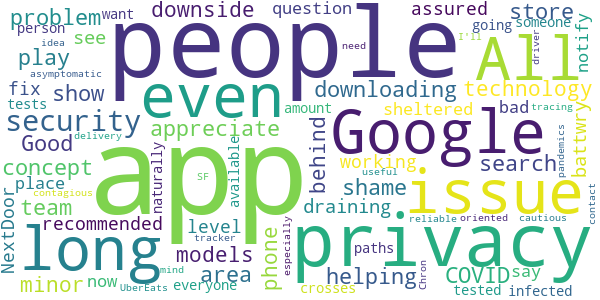 problem downside question assured store
want person see going someone notify
idea people All
play need I'll driver
asymptomatic
fix show even downloading technology
tests amount sheltered bad battwry
security appreciate behind Google tracing
Good naturally app working search pandemics
concept delivery available useful
contagious SF shame issue
NextDoor place level draining reliable oriented cautious contact
team recommended phone especially privacy
long models paths
tracker area Chron helping COVID say
minor now mind
UberEats everyone crosses tested infected